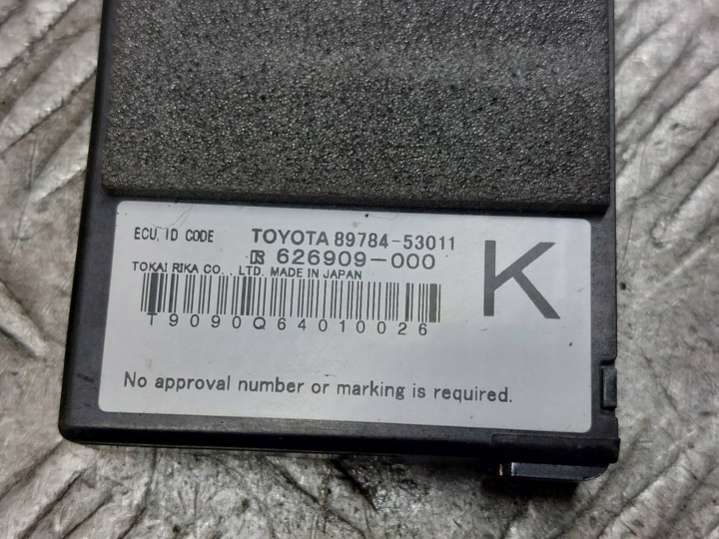 ECU, ID CODE TOYOTA 89784-53011
626909-000
TOKAI RIKA CO., LTD. MADE IN JAPAN
K
T9090Q64010026
No approval number or marking is required.